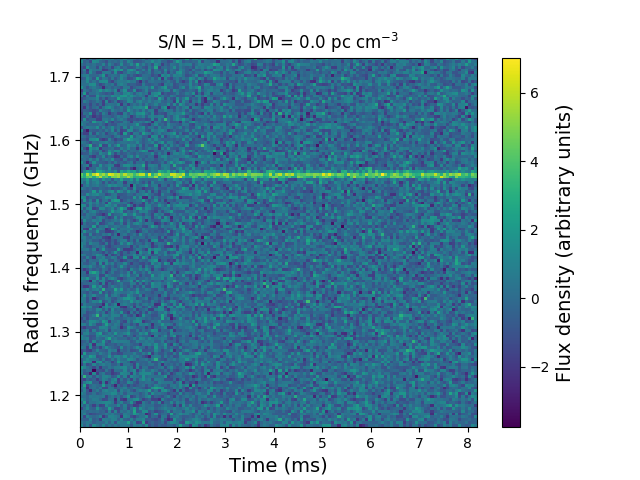 S/N = 5.1, DM = 0.0 pc cm⁻³
Radio frequency (GHz)
1.7
1.6
1.5
1.4
1.3
1.2
0 1 2 3 4 5 6 7 8
Time (ms)
6
4
2
0
−2
Flux density (arbitrary units)